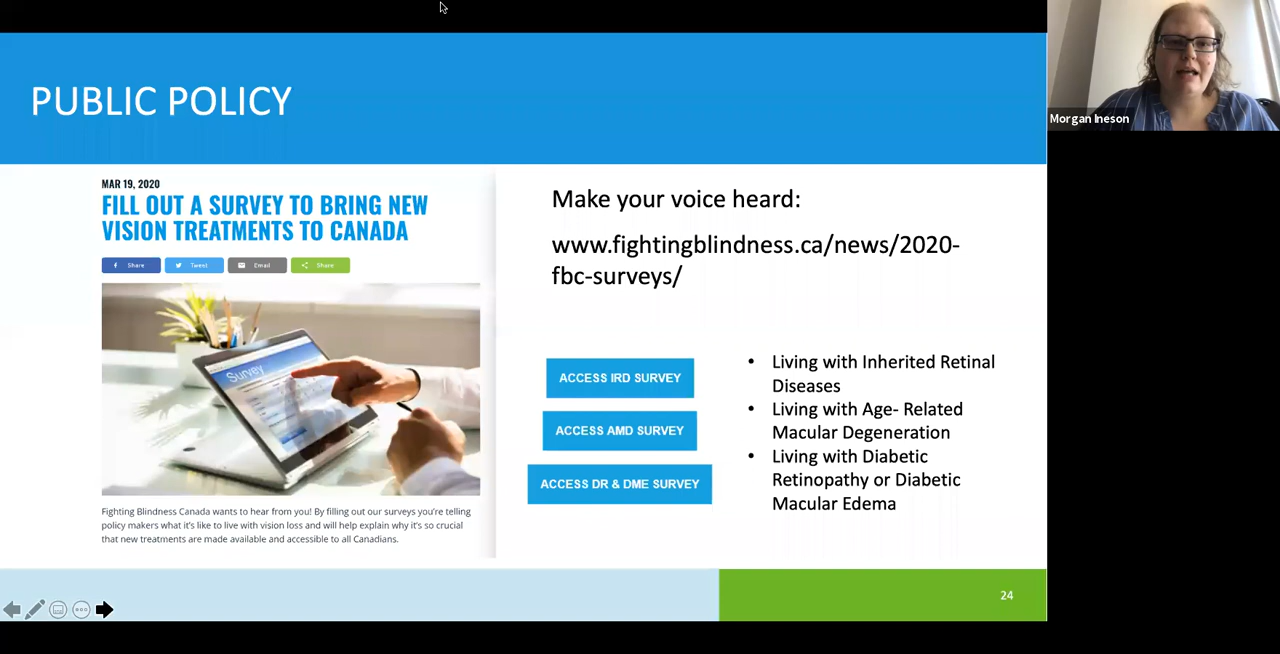 PUBLIC POLICY
Morgan Ineson
MAR 19, 2020
FILL OUT A SURVEY TO BRING NEW
VISION TREATMENTS TO CANADA
Share
Tweet
Email
Share
Survey
Fighting Blindness Canada wants to hear from you! By filling out our surveys you're telling
policy makers what it's like to live with vision loss and will help explain why it's so crucial
that new treatments are made available and accessible to all Canadians.
Make your voice heard:
www.fightingblindness.ca/news/2020-
fbc-surveys/
ACCESS IRD SURVEY
ACCESS AMD SURVEY
ACCESS DR & DME SURVEY
• Living with Inherited Retinal
Diseases
• Living with Age- Related
Macular Degeneration
• Living with Diabetic
Retinopathy or Diabetic
Macular Edema
24